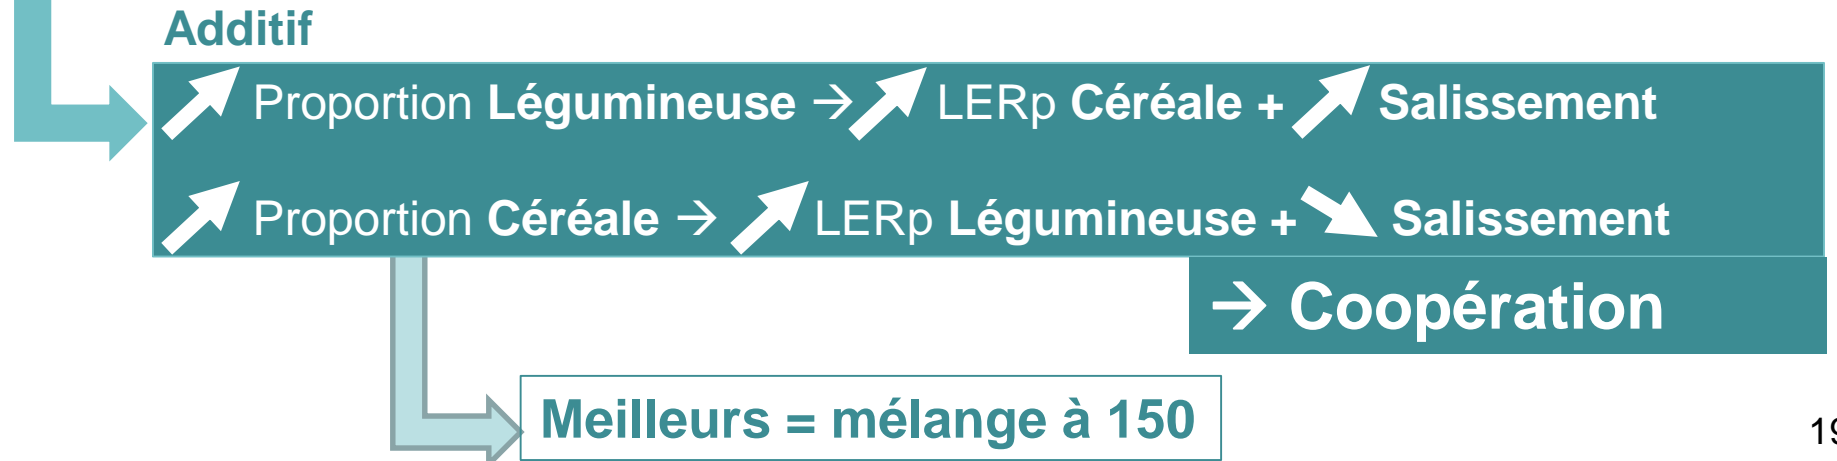 Additif
Proportion Légumineuse → LERp Céréale + Salissement
Proportion Céréale → LERp Légumineuse + Salissement
→ Coopération
Meilleurs = mélange à 150